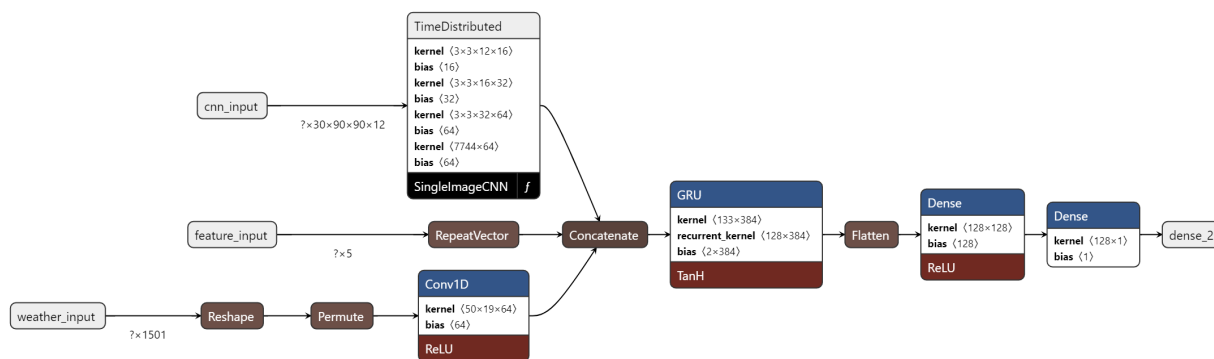 TimeDistributed
kernel ⟨3×3×12×16⟩
bias ⟨16⟩
kernel ⟨3×3×16×32⟩
bias ⟨32⟩
kernel ⟨3×3×32×64⟩
bias ⟨64⟩
kernel ⟨7744×64⟩
bias ⟨64⟩
SingleImageCNN ƒ
cnn_input
?×30×90×90×12
feature_input
?×5
RepeatVector
Concatenate
weather_input
?×1501
Reshape
Permute
Conv1D
kernel ⟨50×19×64⟩
bias ⟨64⟩
ReLU
GRU
kernel ⟨133×384⟩
recurrent_kernel ⟨128×384⟩
bias ⟨2×384⟩
TanH
Flatten
Dense
kernel ⟨128×128⟩
bias ⟨128⟩
ReLU
Dense
kernel ⟨128×1⟩
bias ⟨1⟩
dense_2